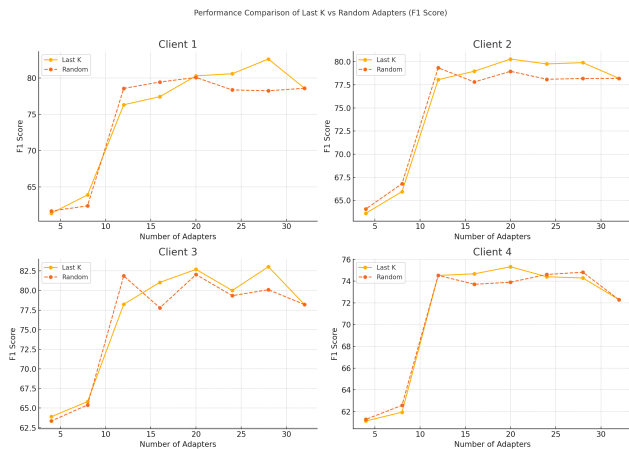 Performance Comparison of Last K vs Random Adapters (F1 Score)
Client 1
Last K
Random
80
75
70
65
F1 Score
5
10
15
20
25
30
Number of Adapters
Client 2
Last K
Random
80.0
77.5
75.0
72.5
70.0
67.5
65.0
F1 Score
5
10
15
20
25
30
Number of Adapters
Client 3
Last K
Random
82.5
80.0
77.5
75.0
72.5
70.0
67.5
65.0
62.5
F1 Score
5
10
15
20
25
30
Number of Adapters
Client 4
Last K
Random
76
74
72
70
68
66
64
62
F1 Score
5
10
15
20
25
30
Number of Adapters